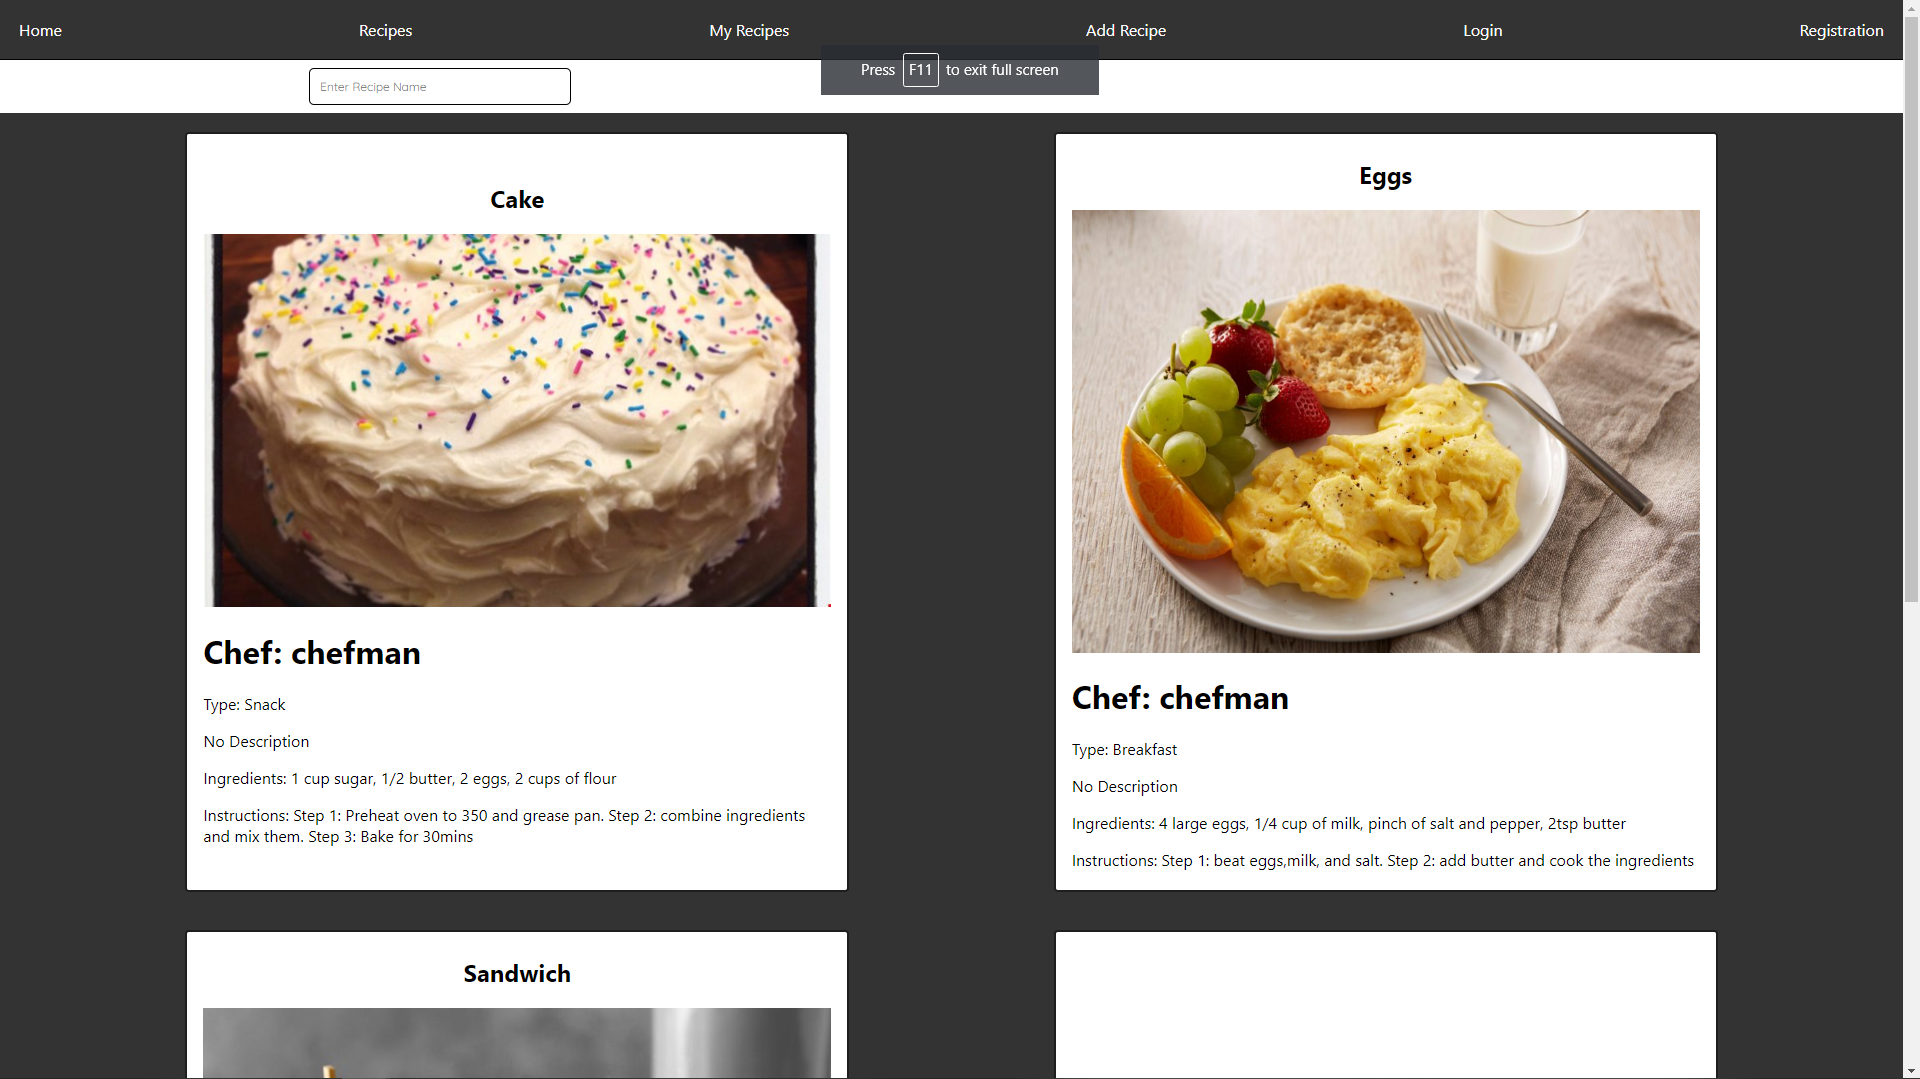 Home Recipes My Recipes Add Recipe Login Registration
Press F11 to exit full screen
Enter Recipe Name
Cake
Chef: chefman
Type: Snack
No Description
Ingredients: 1 cup sugar, 1/2 butter, 2 eggs, 2 cups of flour
Instructions: Step 1: Preheat oven to 350 and grease pan. Step 2: combine ingredients
and mix them. Step 3: Bake for 30mins
Eggs
Chef: chefman
Type: Breakfast
No Description
Ingredients: 4 large eggs, 1/4 cup of milk, pinch of salt and pepper, 2tsp butter
Instructions: Step 1: beat eggs,milk, and salt. Step 2: add butter and cook the ingredients
Sandwich